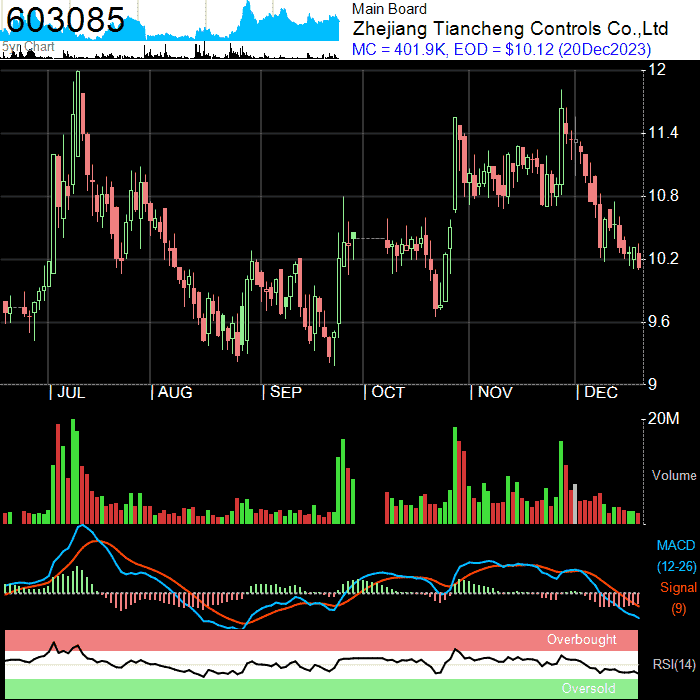 603085
5yr Chart
Main Board
Zhejiang Tiancheng Controls Co.,Ltd
MC = 401.9K, EOD = $10.12 (20Dec2023)
12
11.4
10.8
10.2
9.6
9
| JUL | AUG | SEP | OCT | NOV | DEC
20M
Volume
MACD
(12-26)
Signal
(9)
Overbought
RSI(14)
Oversold